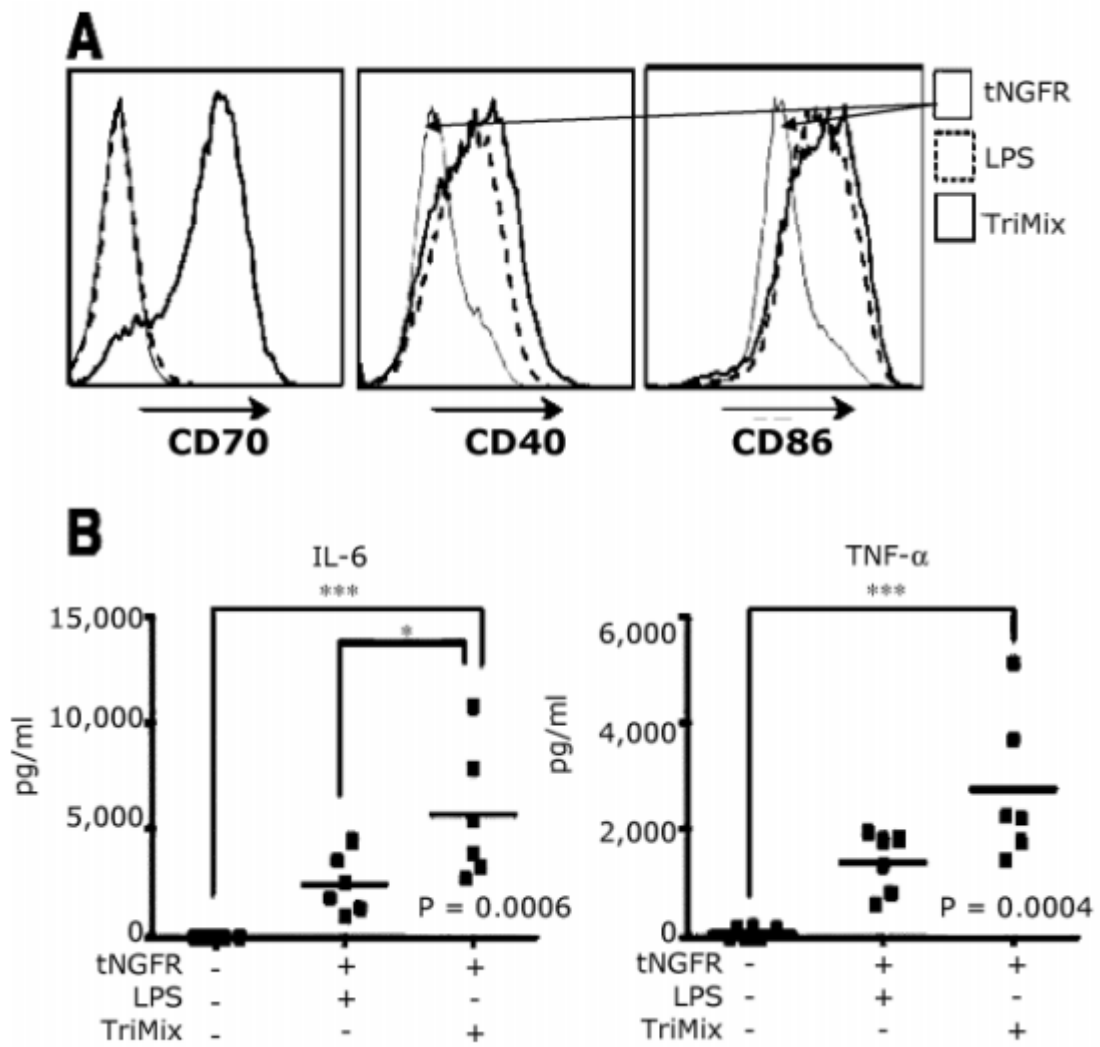 A
tNGFR
LPS
TriMix
CD70 CD40 CD86
B
IL-6
***
*
15,000
10,000
5,000
0
pg/ml
P = 0.0006
tNGFR - + +
LPS - + -
TriMix - - +
TNF-α
***
6,000
4,000
2,000
0
pg/ml
P = 0.0004
tNGFR - + +
LPS - + -
TriMix - - +